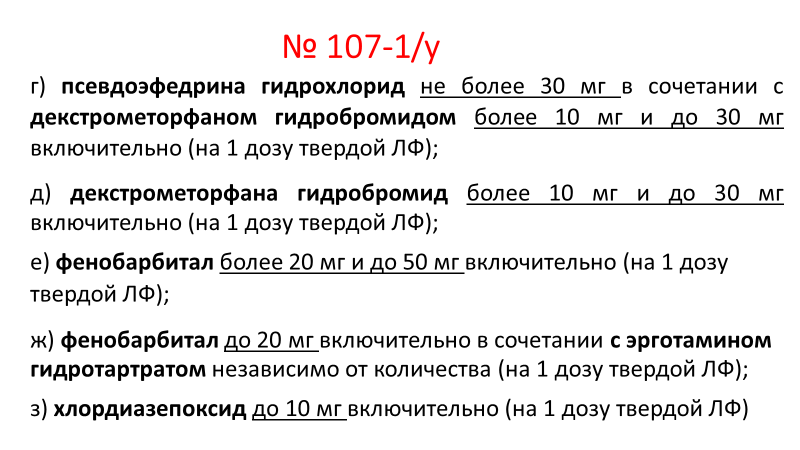 № 107-1/у
г) псевдоэфедрина гидрохлорид не более 30 мг в сочетании с
декстрометорфаном гидробромидом более 10 мг и до 30 мг
включительно (на 1 дозу твердой ЛФ);
д) декстрометорфана гидробромид более 10 мг и до 30 мг
включительно (на 1 дозу твердой ЛФ);
е) фенобарбитал более 20 мг и до 50 мг включительно (на 1 дозу
твердой ЛФ);
ж) фенобарбитал до 20 мг включительно в сочетании с эрготамином
гидротартратом независимо от количества (на 1 дозу твердой ЛФ);
з) хлордиазепоксид до 10 мг включительно (на 1 дозу твердой ЛФ)